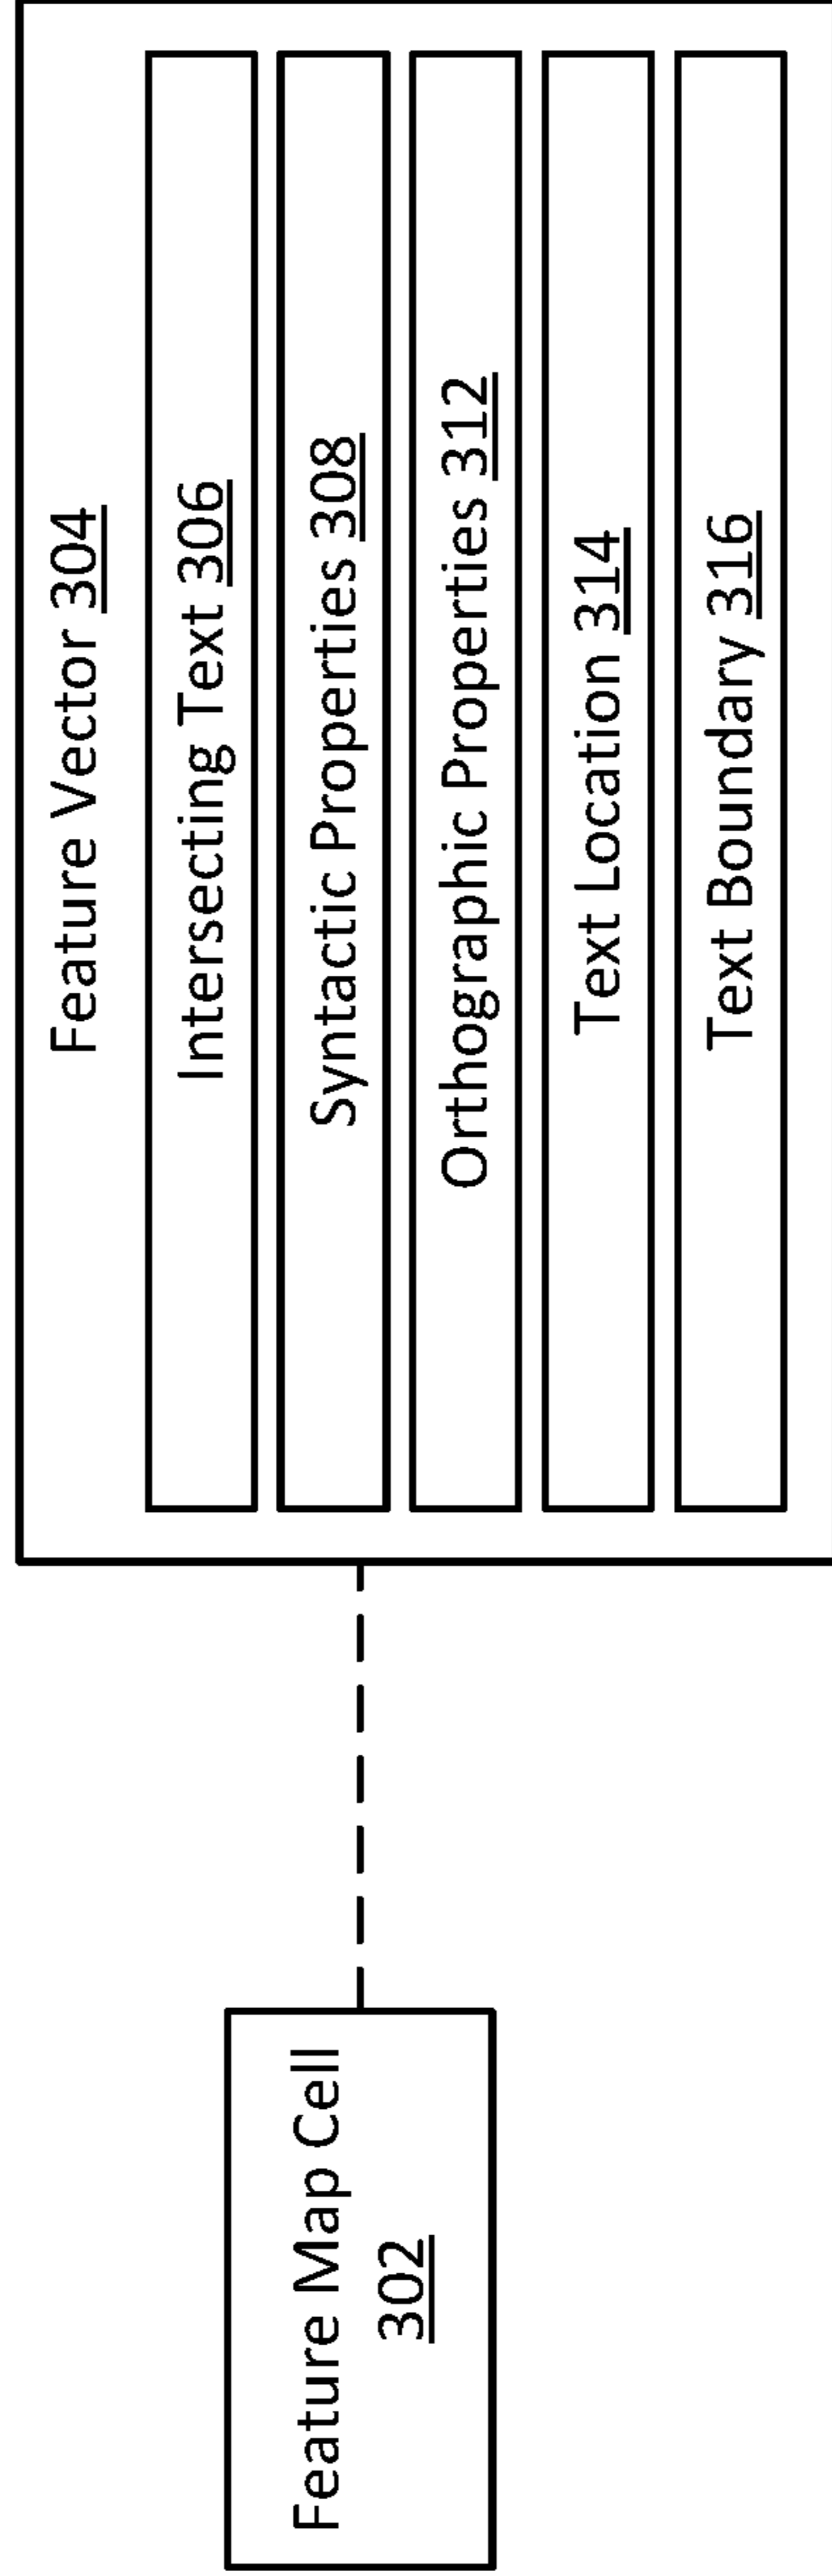 Feature Map Cell
302
Feature Vector 304
Intersecting Text 306
Syntactic Properties 308
Orthographic Properties 312
Text Location 314
Text Boundary 316